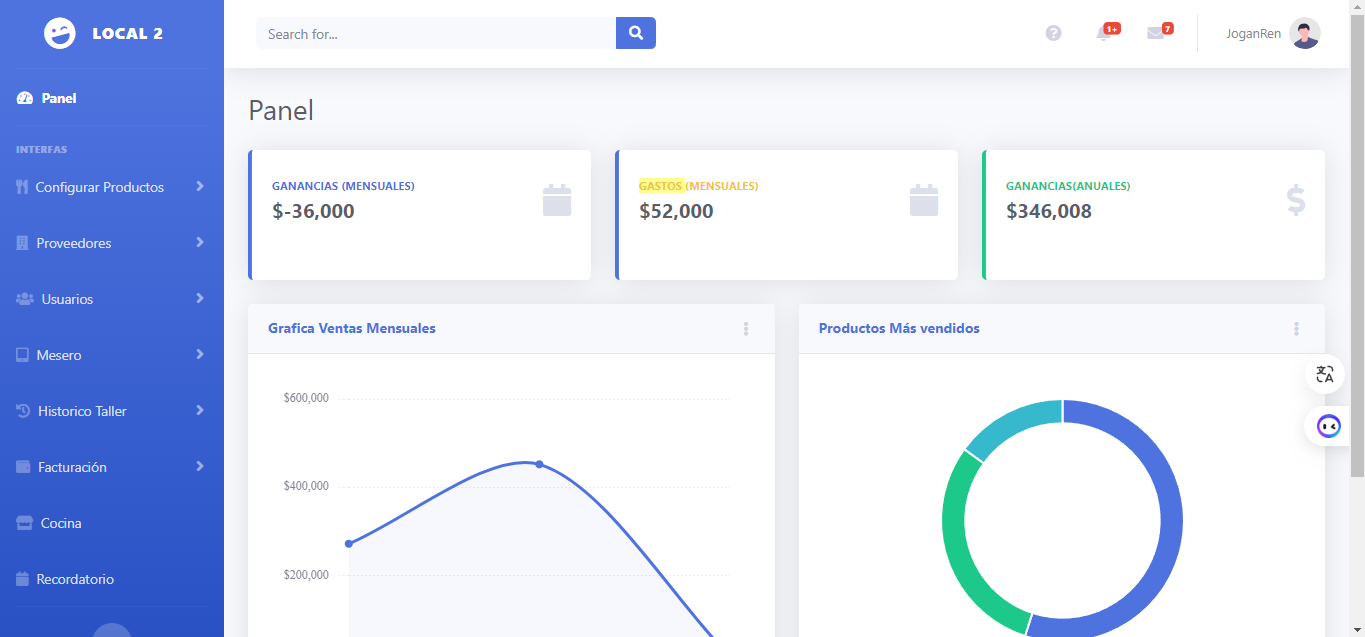 LOCAL 2
Search for...
1+
7
JoganRen
Panel
INTERFAS
Configurar Productos
Proveedores
Usuarios
Mesero
Historico Taller
Facturación
Cocina
Recordatorio
Panel
GANANCIAS (MENSUALES)
$-36,000
GASTOS (MENSUALES)
$52,000
GANANCIAS(ANUALES)
$346,008
Grafica Ventas Mensuales
$600,000
$400,000
$200,000
Productos Más vendidos